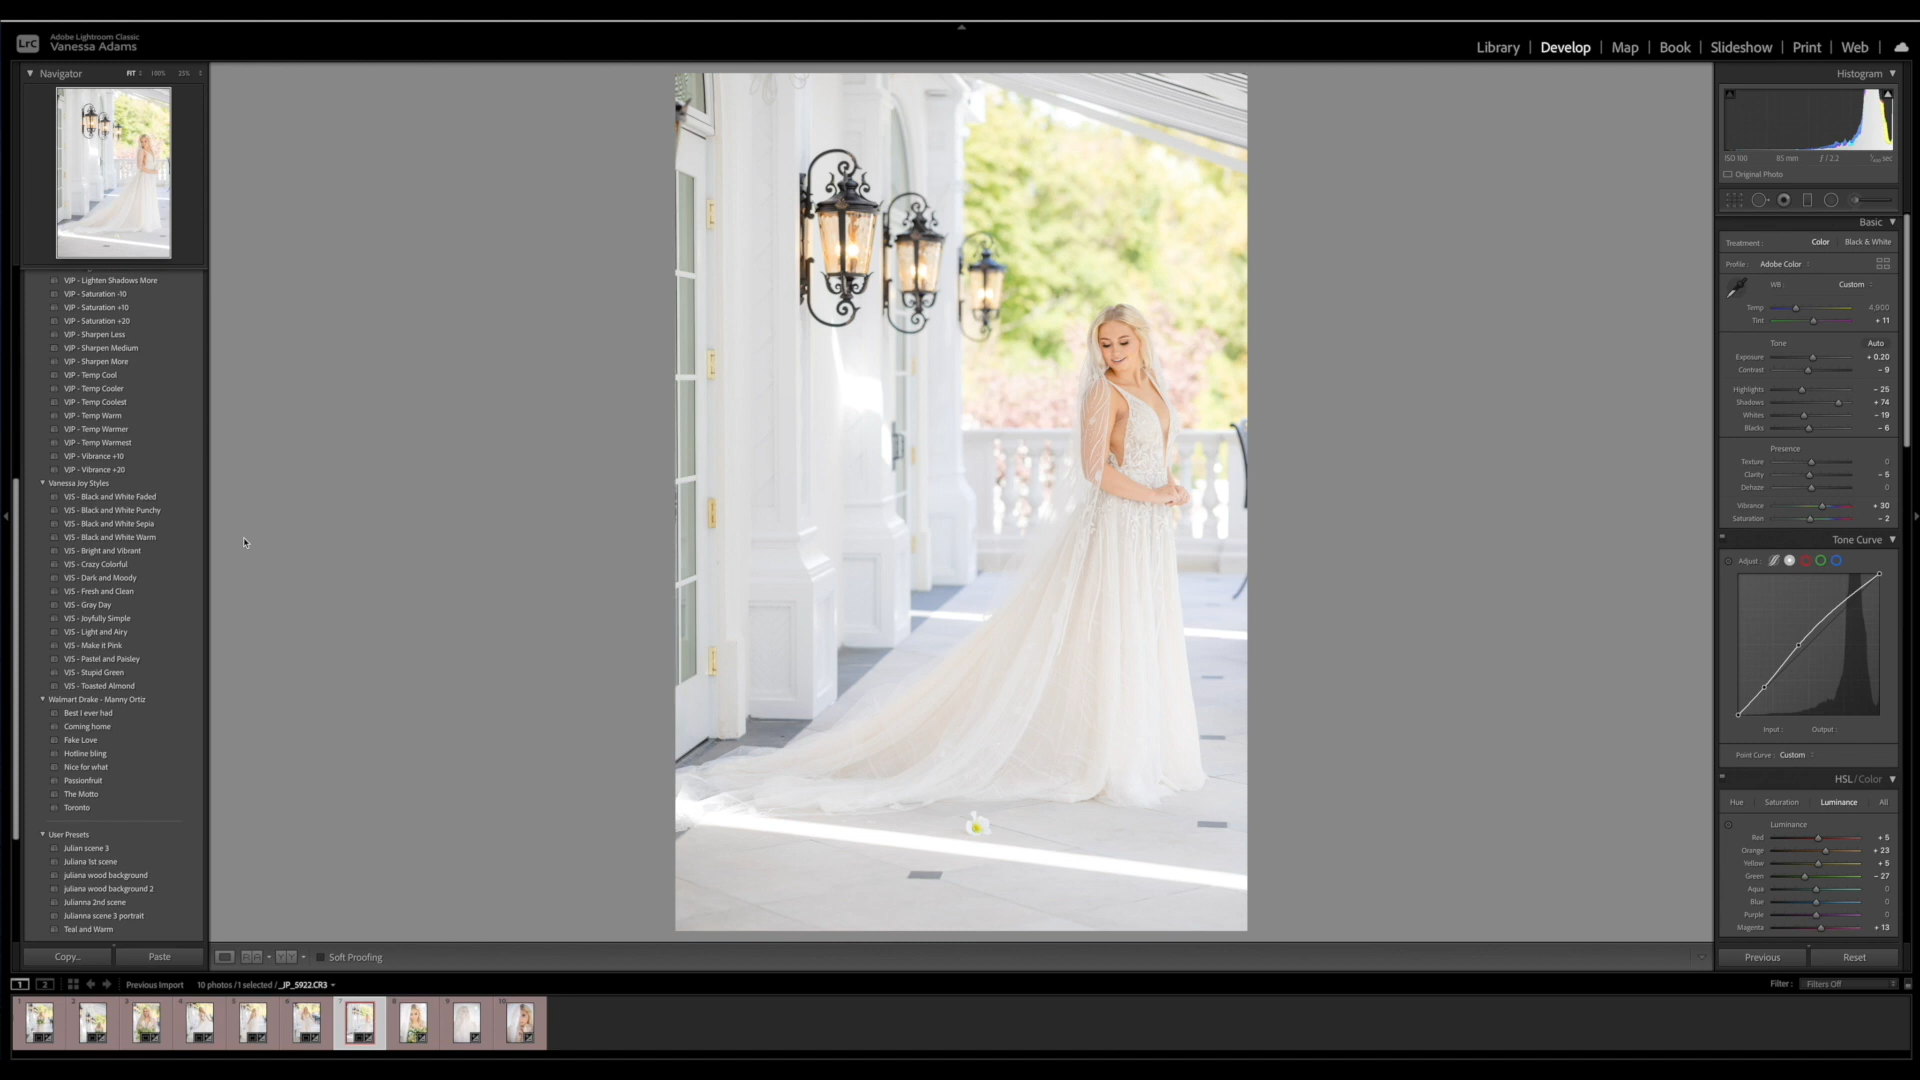 Adobe Lightroom Classic
LrC Vanessa Adams
Library | Develop | Map | Book | Slideshow | Print | Web
Navigator FIT 100% 25%
VJP - Lighten Shadows More
VJP - Saturation -10
VJP - Saturation +10
VJP - Saturation +20
VJP - Sharpen Less
VJP - Sharpen Medium
VJP - Sharpen More
VJP - Temp Cool
VJP - Temp Cooler
VJP - Temp Coolest
VJP - Temp Warm
VJP - Temp Warmer
VJP - Temp Warmest
VJP - Vibrance +10
VJP - Vibrance +20
Vanessa Joy Styles
VJS - Black and White Faded
VJS - Black and White Punchy
VJS - Black and White Sepia
VJS - Black and White Warm
VJS - Bright and Vibrant
VJS - Crazy Colorful
VJS - Dark and Moody
VJS - Fresh and Clean
VJS - Gray Day
VJS - Joyfully Simple
VJS - Light and Airy
VJS - Make it Pink
VJS - Pastel and Paisley
VJS - Stupid Green
VJS - Toasted Almond
Walmart Drake - Manny Ortiz
Best I ever had
Coming home
Fake Love
Hotline bling
Nice for what
Passionfruit
The Motto
Toronto
User Presets
Julian scene 3
Juliana 1st scene
juliana wood background
juliana wood background 2
Julianna 2nd scene
Julianna scene 3 portrait
Teal and Warm
Copy... Paste
Soft Proofing
Histogram
ISO 100 85 mm ƒ / 2.2 sec
Original Photo
Basic
Treatment : Color Black & White
Profile : Adobe Color
WB : Custom
Temp 4,900
Tint + 11
Tone Auto
Exposure + 0.20
Contrast - 9
Highlights - 25
Shadows + 74
Whites - 19
Blacks - 6
Presence
Texture 0
Clarity - 5
Dehaze 0
Vibrance + 30
Saturation - 2
Tone Curve
Adjust :
Input : Output :
Point Curve : Custom
HSL / Color
Hue Saturation Luminance All
Luminance
Red + 5
Orange + 23
Yellow + 5
Green - 27
Aqua 0
Blue 0
Purple 0
Magenta + 13
Previous Reset
1 2 Previous Import 10 photos / 1 selected / _JP_5922.CR3
Filter : Filters Off
1 2 3 4 5 6 7 8 9 10